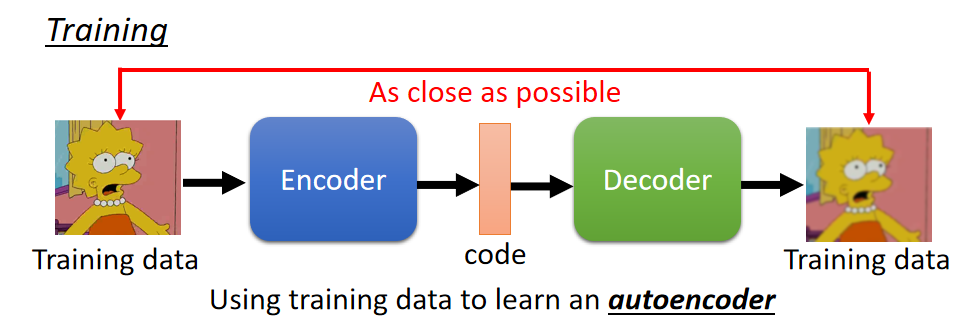 Training
As close as possible
Encoder
Decoder
Training data
code
Training data
Using training data to learn an autoencoder